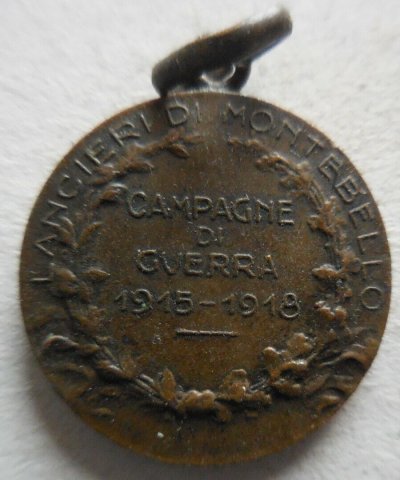 LANCIERI DI MONTEBELLO
CAMPAGNE
DI
GUERRA
1915-1918